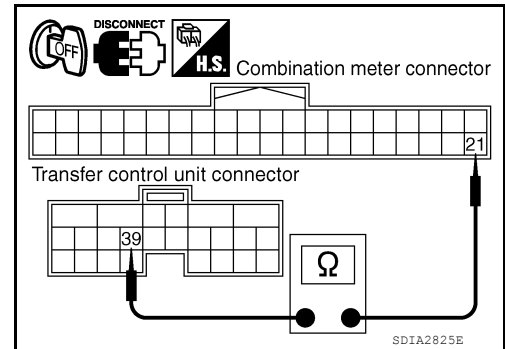 DISCONNECT
OFF
H.S.
Combination meter connector
21
Transfer control unit connector
39
Ω
SDIA2825E